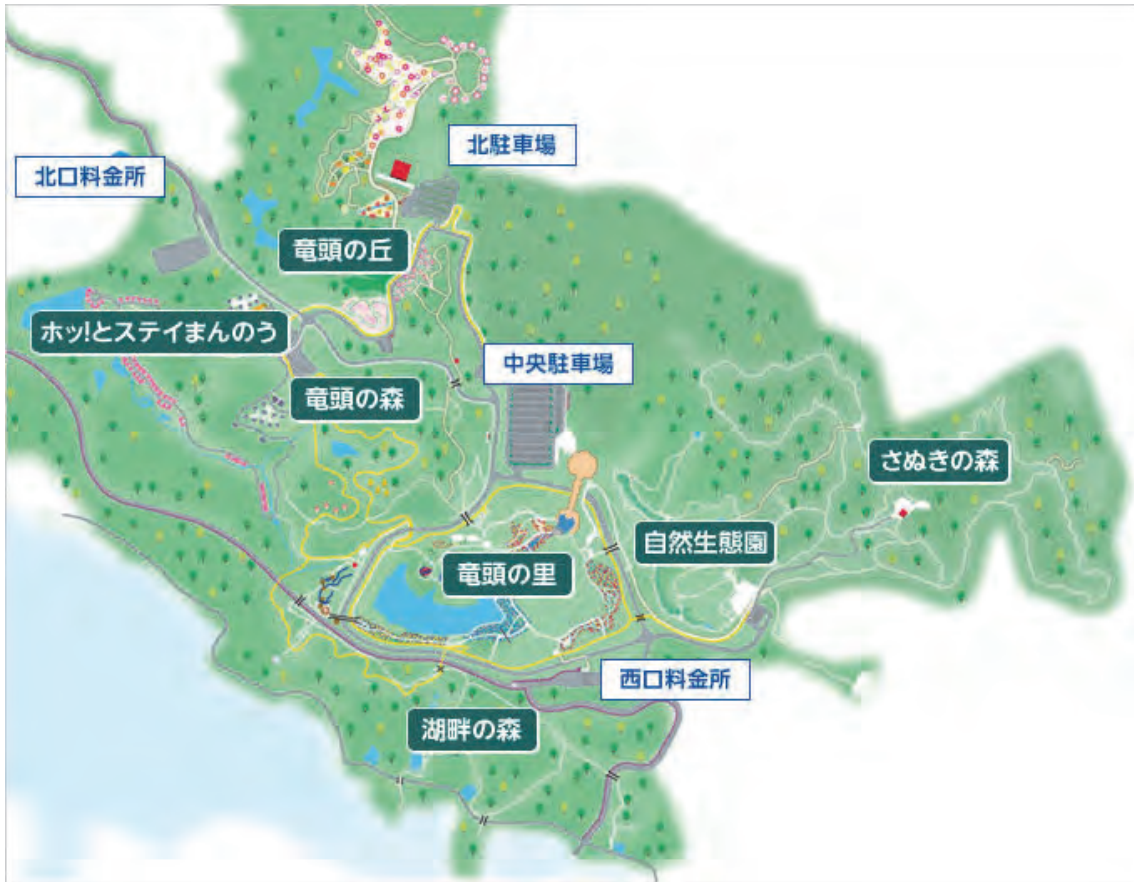 北駐車場
北口料金所
竜頭の丘
ホッ!とステイまんのう
中央駐車場
竜頭の森
さぬきの森
自然生態園
竜頭の里
西口料金所
湖畔の森